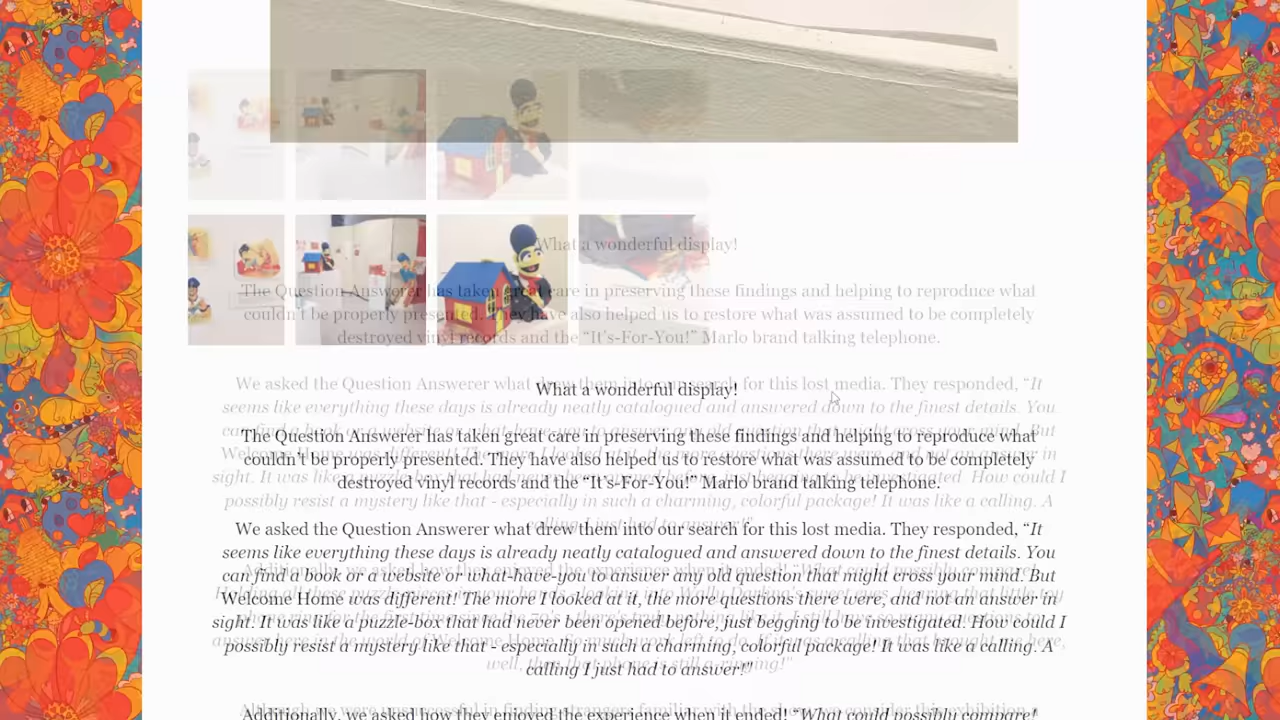 What a wonderful display!
The Question Answerer has taken great care in preserving these findings and helping to reproduce what
couldn't be properly presented. They have also helped us to restore what was assumed to be completely
destroyed vinyl records and the “It's-For-You!” Marlo brand talking telephone.
We asked the Question Answerer what drew them into our search for this lost media. They responded, “It
seems like everything these days is already neatly catalogued and answered down to the finest details. You
can find a book or a website or what-have-you to answer any old question that might cross your mind! But
Welcome Home was different! The more I looked at it, the more questions there were, and not an answer in
sight. It was like a puzzle-box that had never been opened before, just begging to be investigated. How could I
possibly resist a mystery like that - especially in such a charming, colorful package! It was like a calling. A
calling I just had to answer!”
Additionally, we asked how they enjoyed the experience when it ended! “What could possibly compare!